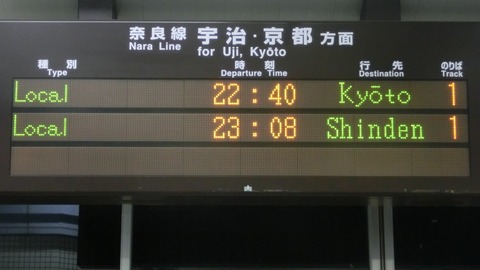 奈良線 宇治・京都 方面
Nara Line for Uji, Kyōto
種別 時刻 行先 のりば
Type Departure Time Destination Track
Local 22:40 Kyōto 1
Local 23:08 Shinden 1